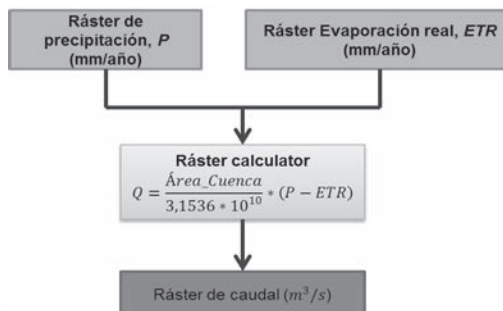 Ráster de
precipitación, P
(mm/año)
Ráster Evaporación real, ETR
(mm/año)
Ráster calculator
Q = Área_Cuenca / 3,1536 * 10^10 * (P − ETR)
Ráster de caudal (m³/s)